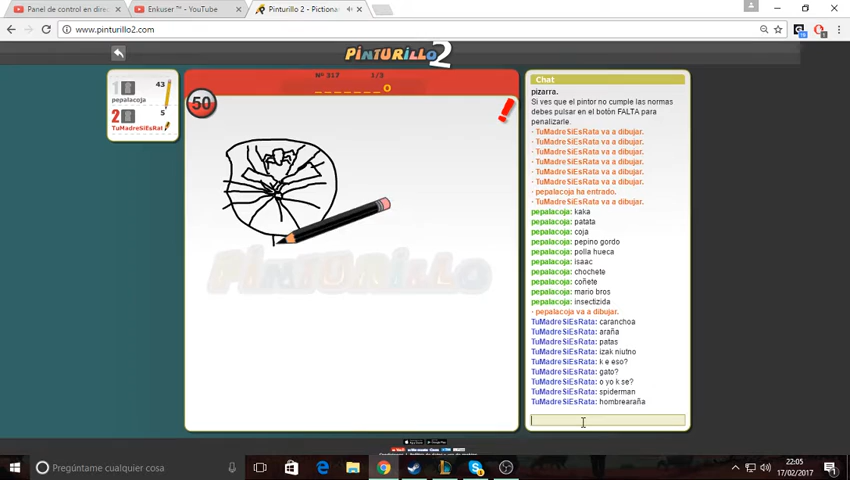 Panel de control en direc
Enkuser ™ - YouTube
Pinturillo 2 - Pictionar
www.pinturillo2.com
PINTURILLO 2
1 43
pepalacoja
2 5
TuMadreSiEsRat
Nº 317 1/3
_ _ _ _ _ _ _ o
50
PINTURILLO
Chat
pizarra.
Si ves que el pintor no cumple las normas
debes pulsar en el botón FALTA para
penalizarle.
· TuMadreSiEsRata va a dibujar.
· TuMadreSiEsRata va a dibujar.
· TuMadreSiEsRata va a dibujar.
· TuMadreSiEsRata va a dibujar.
· TuMadreSiEsRata va a dibujar.
· TuMadreSiEsRata va a dibujar.
· pepalacoja ha entrado.
· TuMadreSiEsRata va a dibujar.
pepalacoja: kaka
pepalacoja: patata
pepalacoja: coja
pepalacoja: pepino gordo
pepalacoja: polla hueca
pepalacoja: isaac
pepalacoja: chochete
pepalacoja: coñete
pepalacoja: mario bros
pepalacoja: insectizida
· pepalacoja va a dibujar.
TuMadreSiEsRata: caranchoa
TuMadreSiEsRata: araña
TuMadreSiEsRata: patas
TuMadreSiEsRata: izak niutno
TuMadreSiEsRata: k e eso?
TuMadreSiEsRata: gato?
TuMadreSiEsRata: o yo k se?
TuMadreSiEsRata: spiderman
TuMadreSiEsRata: hombrearaña
Pregúntame cualquier cosa
22:05
17/02/2017